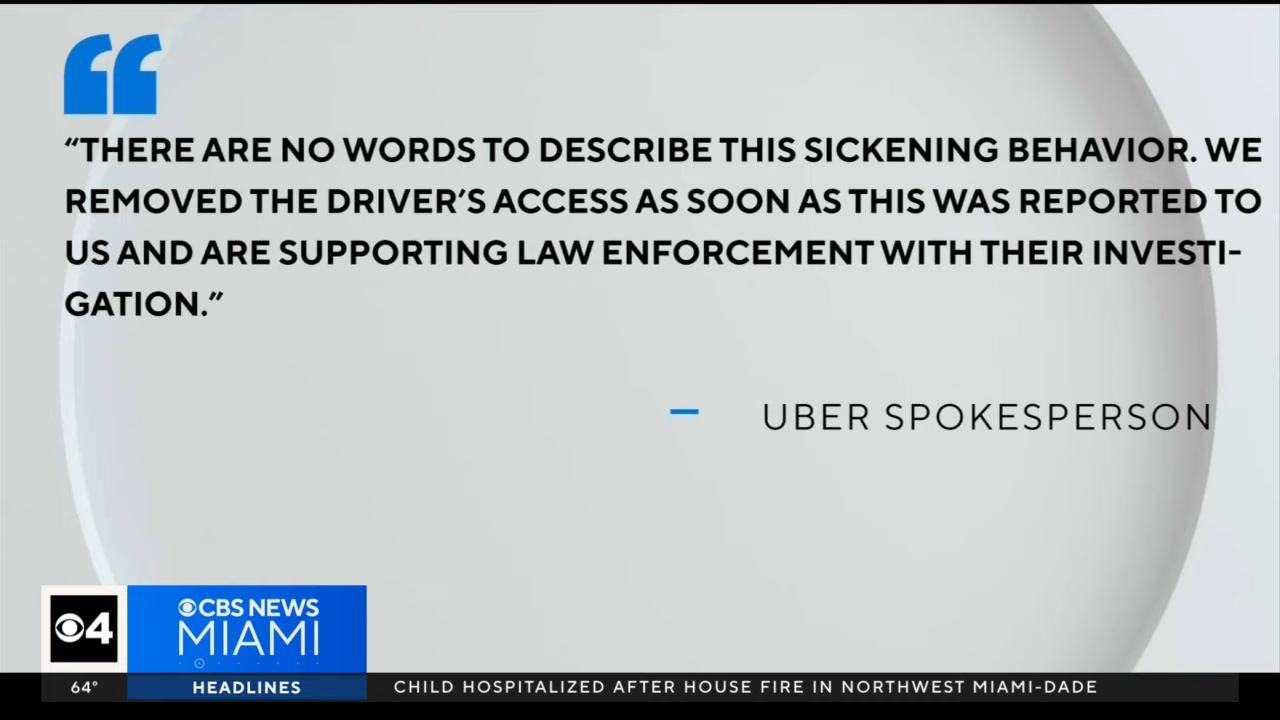 “THERE ARE NO WORDS TO DESCRIBE THIS SICKENING BEHAVIOR. WE
REMOVED THE DRIVER’S ACCESS AS SOON AS THIS WAS REPORTED TO
US AND ARE SUPPORTING LAW ENFORCEMENT WITH THEIR INVESTI-
GATION.”
– UBER SPOKESPERSON
4
CBS NEWS
MIAMI
64°
HEADLINES
CHILD HOSPITALIZED AFTER HOUSE FIRE IN NORTHWEST MIAMI-DADE